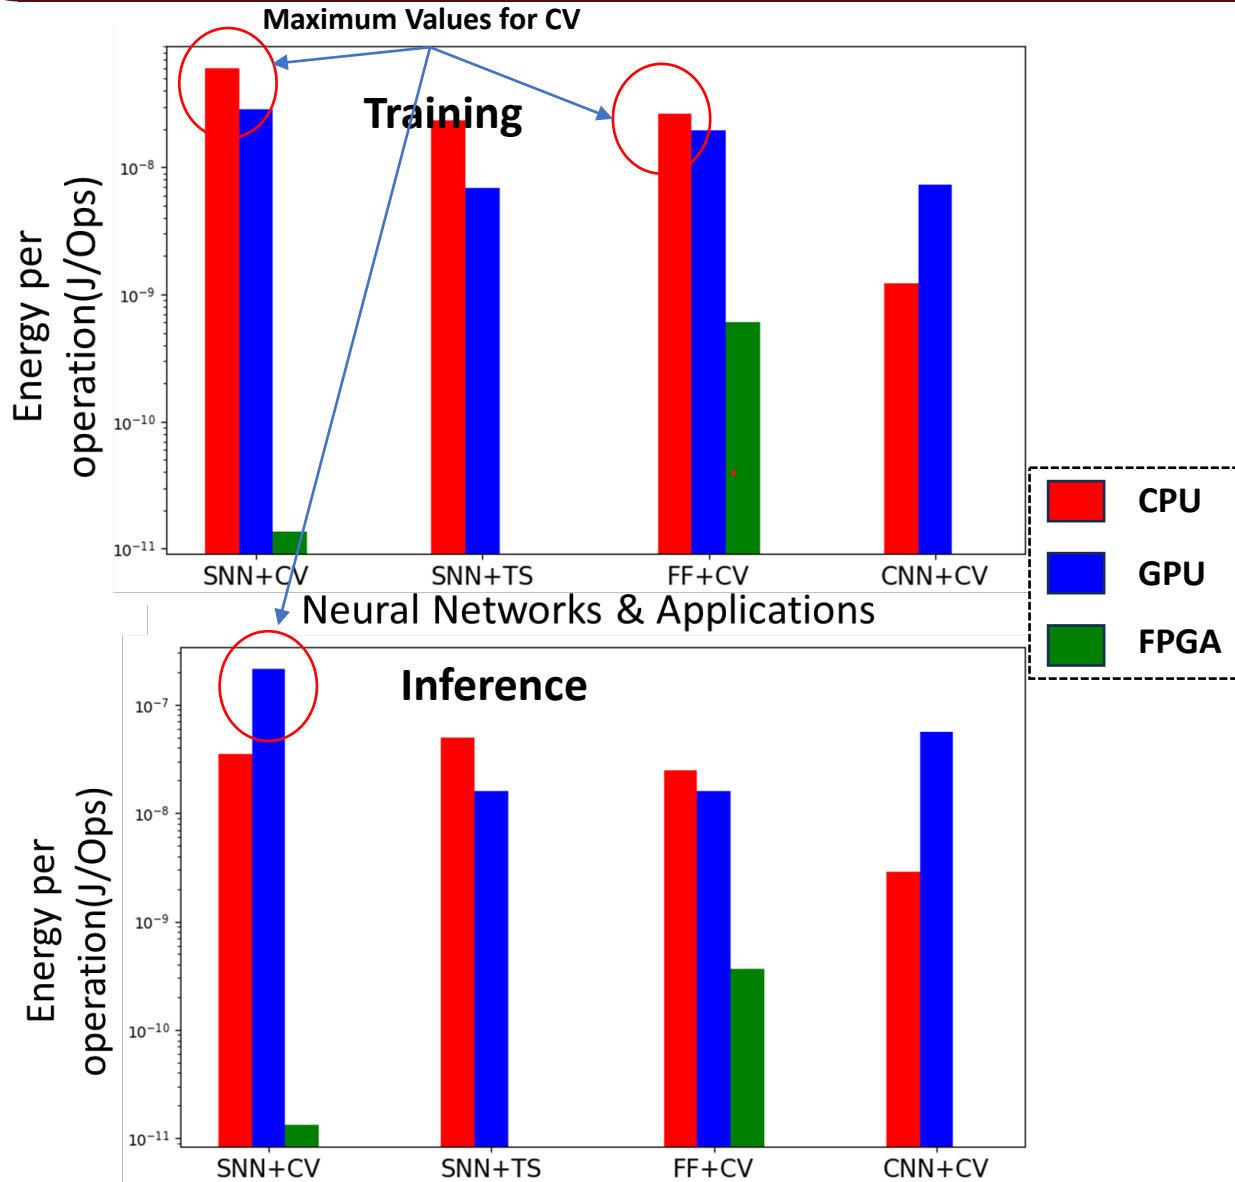 Maximum Values for CV
Training
Energy per
operation(J/Ops)
10⁻⁸
10⁻⁹
10⁻¹⁰
10⁻¹¹
SNN+CV
SNN+TS
FF+CV
CNN+CV
Neural Networks & Applications
CPU
GPU
FPGA
Inference
Energy per
operation(J/Ops)
10⁻⁷
10⁻⁸
10⁻⁹
10⁻¹⁰
10⁻¹¹
SNN+CV
SNN+TS
FF+CV
CNN+CV